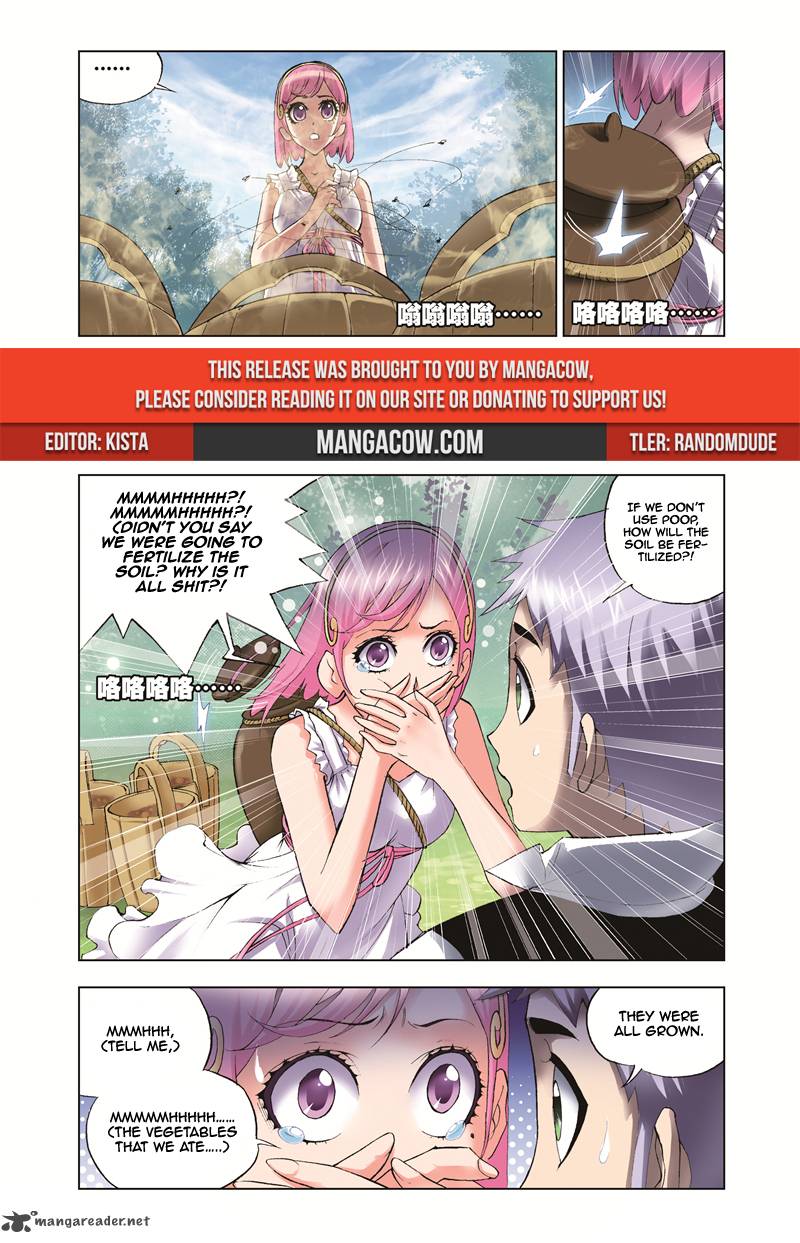 ......
嗡嗡嗡嗡……
咯咯咯咯……
THIS RELEASE WAS BROUGHT TO YOU BY MANGACOW,
PLEASE CONSIDER READING IT ON OUR SITE OR DONATING TO SUPPORT US!
EDITOR: KISTA
MANGACOW.COM
TLER: RANDOMDUDE
MMMMHHHHH?!
MMMMMHHHHH?!
(DIDN'T YOU SAY
WE WERE GOING TO
FERTILIZE THE
SOIL? WHY IS IT
ALL SHIT?!
IF WE DON'T
USE POOP,
HOW WILL THE
SOIL BE FER-
TILIZED?!
咯咯咯咯……
MMMHHH,
(TELL ME,)
MMMMMHHHHH......
(THE VEGETABLES
THAT WE ATE.....)
THEY WERE
ALL GROWN.
mangareader.net